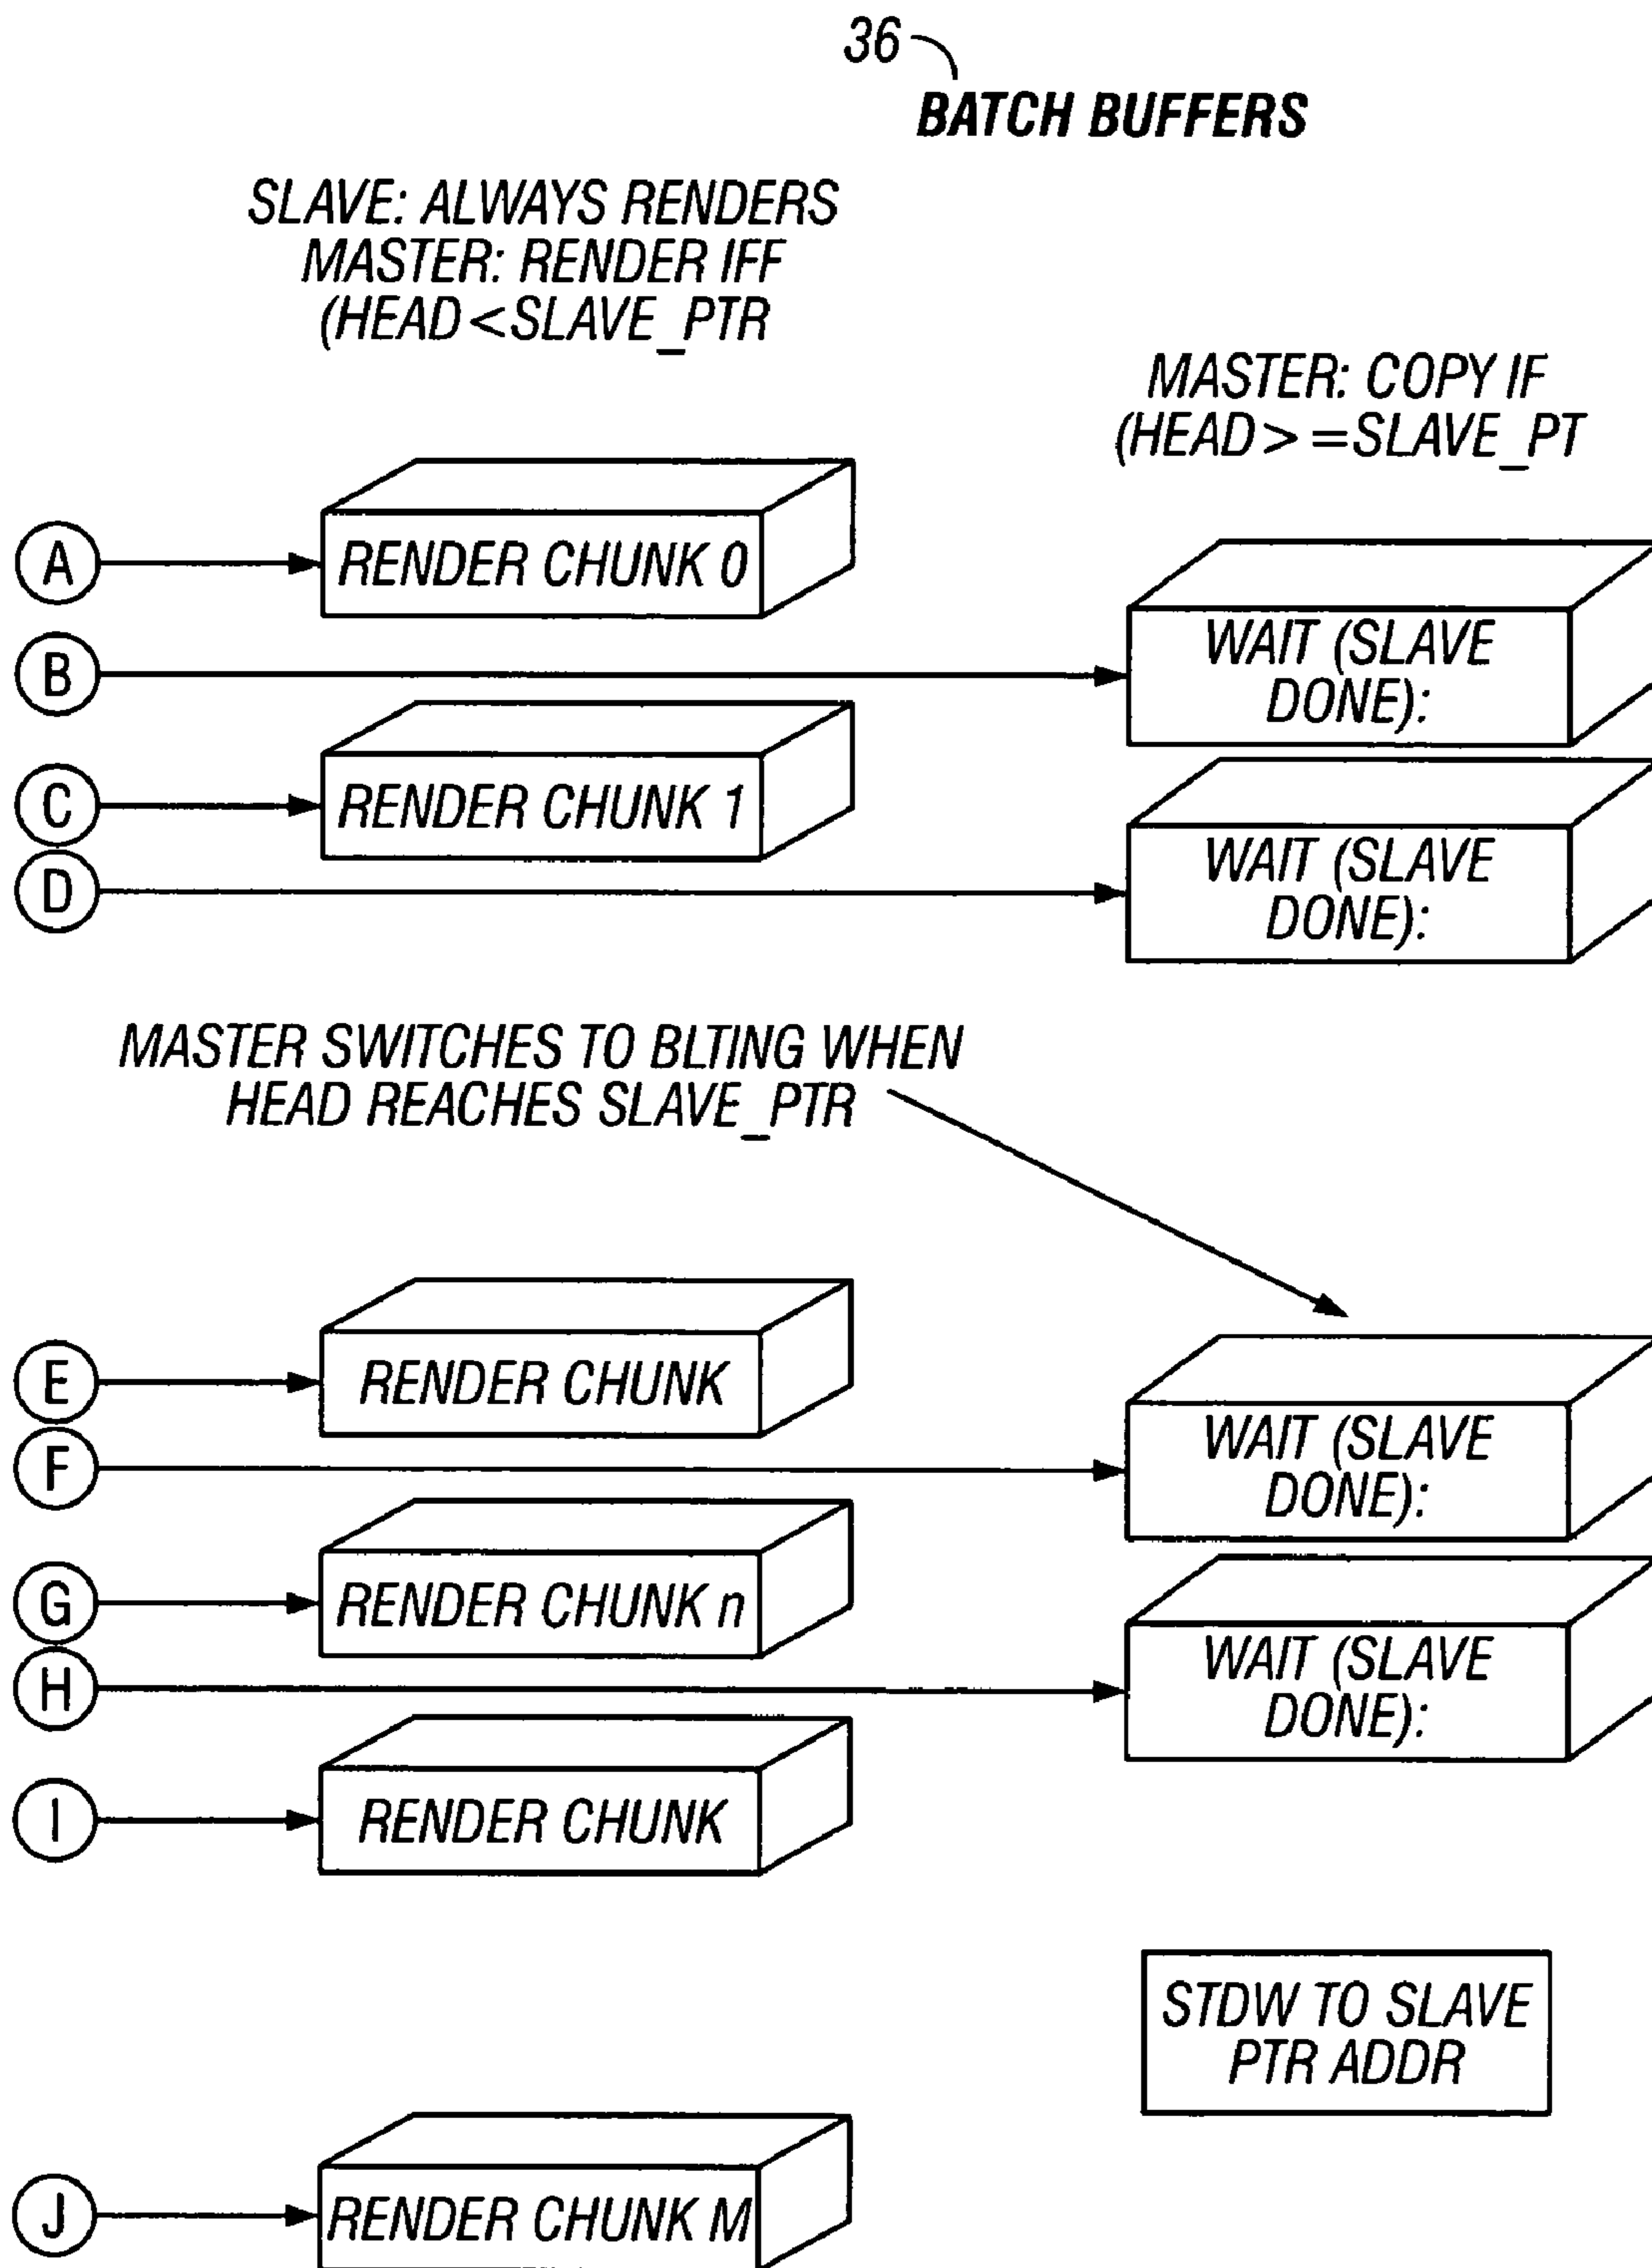 36
BATCH BUFFERS
SLAVE: ALWAYS RENDERS
MASTER: RENDER IFF
(HEAD<SLAVE_PTR
MASTER: COPY IF
(HEAD>=SLAVE_PT
A
RENDER CHUNK 0
B
WAIT (SLAVE
DONE):
C
RENDER CHUNK 1
D
WAIT (SLAVE
DONE):
MASTER SWITCHES TO BLTING WHEN
HEAD REACHES SLAVE_PTR
E
RENDER CHUNK
F
WAIT (SLAVE
DONE):
G
RENDER CHUNK n
H
WAIT (SLAVE
DONE):
I
RENDER CHUNK
STDW TO SLAVE
PTR ADDR
J
RENDER CHUNK M